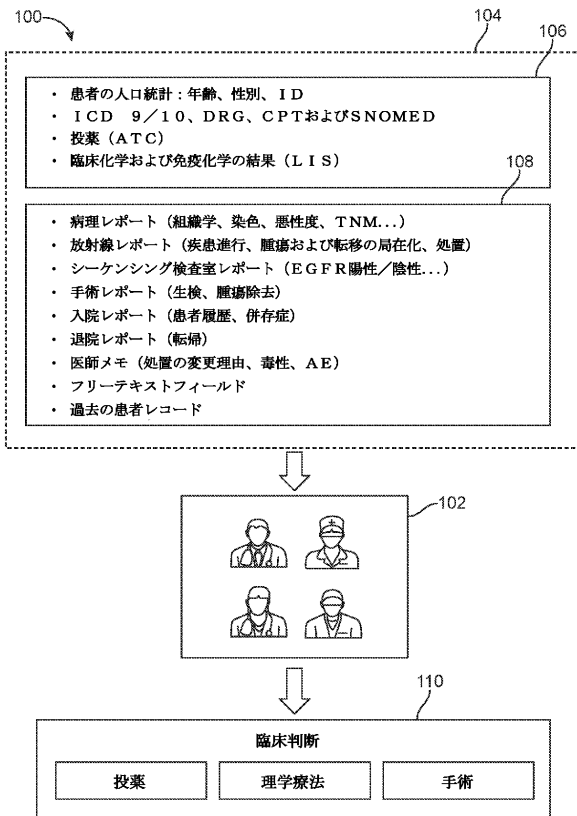 100
104
106
・ 患者の人口統計：年齢、性別、ＩＤ
・ ＩＣＤ　９／１０、ＤＲＧ、ＣＰＴおよびＳＮＯＭＥＤ
・ 投薬（ＡＴＣ）
・ 臨床化学および免疫化学の結果（ＬＩＳ）
108
・ 病理レポート（組織学、染色、悪性度、ＴＮＭ...）
・ 放射線レポート（疾患進行、腫瘍および転移の局在化、処置）
・ シーケンシング検査室レポート（ＥＧＦＲ陽性／陰性...）
・ 手術レポート（生検、腫瘍除去）
・ 入院レポート（患者履歴、併存症）
・ 退院レポート（転帰）
・ 医師メモ（処置の変更理由、毒性、ＡＥ）
・ フリーテキストフィールド
・ 過去の患者レコード
102
110
臨床判断
投薬
理学療法
手術